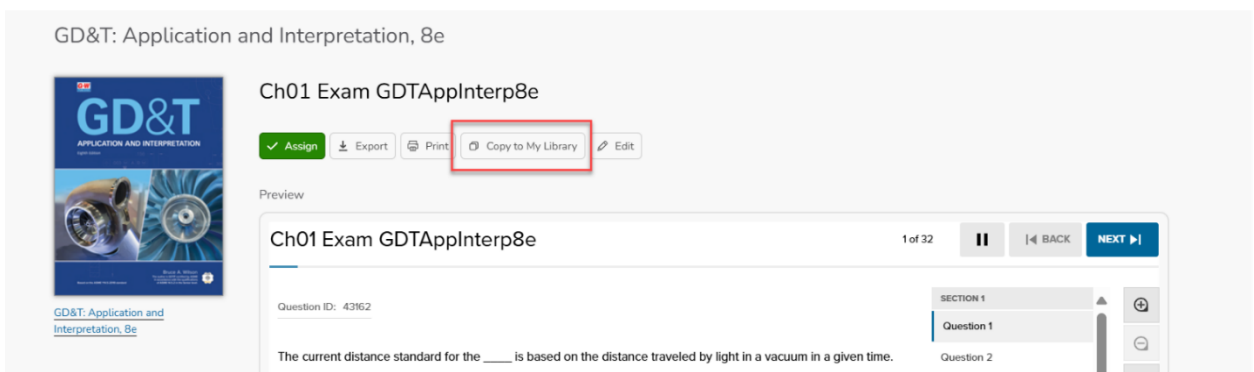 GD&T: Application and Interpretation, 8e
GD&T
APPLICATION AND INTERPRETATION
Bruce A. Wilson
GD&T: Application and
Interpretation, 8e
Ch01 Exam GDTAppInterp8e
Assign Export Print Copy to My Library Edit
Preview
Ch01 Exam GDTAppInterp8e 1 of 32 BACK NEXT
Question ID: 43162
The current distance standard for the ____ is based on the distance traveled by light in a vacuum in a given time.
SECTION 1
Question 1
Question 2